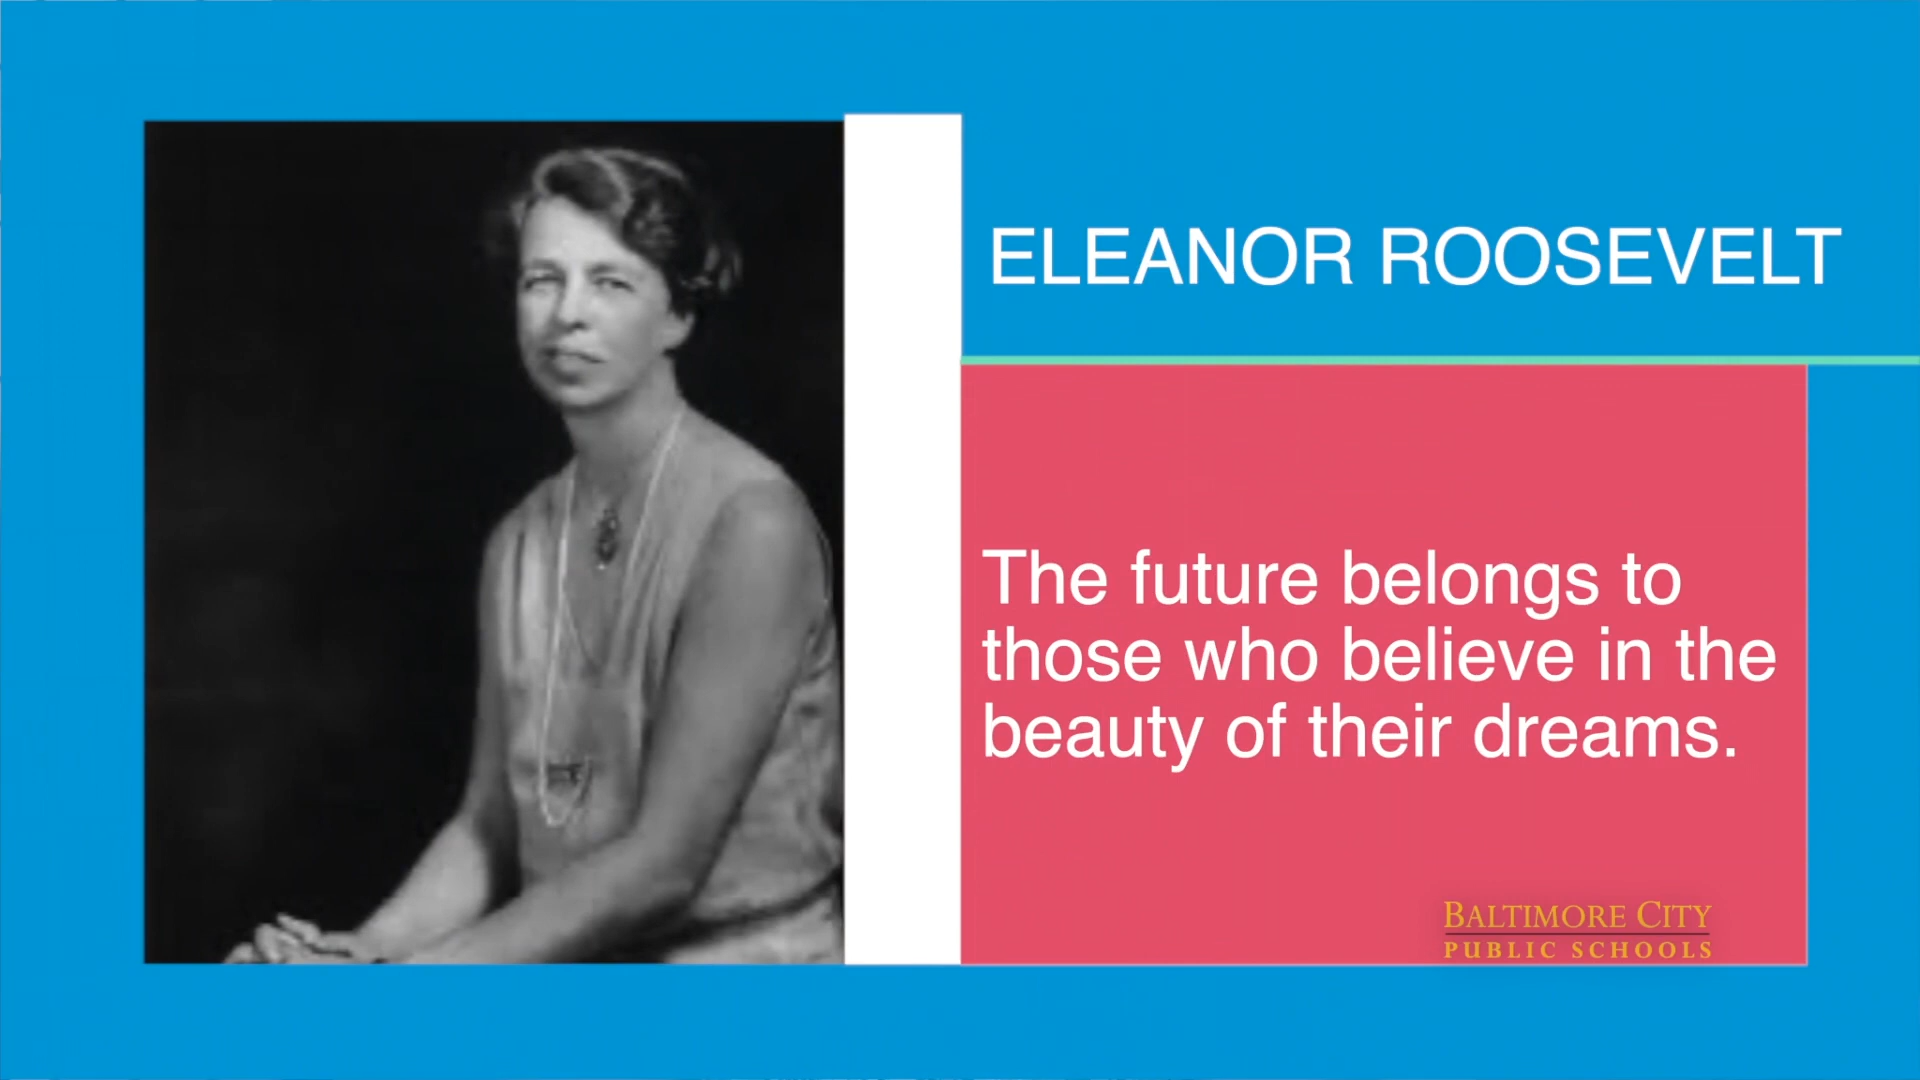 ELEANOR ROOSEVELT
The future belongs to
those who believe in the
beauty of their dreams.
BALTIMORE CITY
PUBLIC SCHOOLS